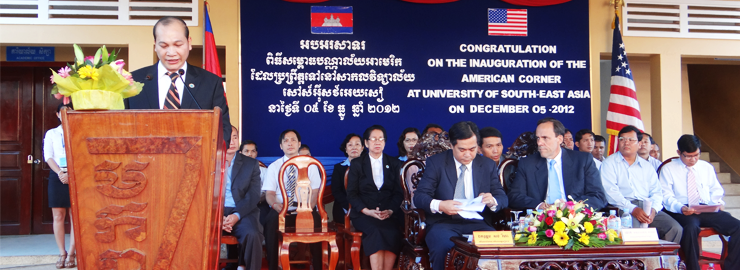 អបអរសាទរ
ពិធីសម្ពោធបណ្ណាល័យអាមេរិក
ដែលប្រព្រឹត្តទៅនៅសាកលវិទ្យាល័យ
សៅស៍អ៊ីសថ៍អេយសៀ
នាថ្ងៃទី ០៥ ខែ ធ្នូ ឆ្នាំ ២០១២
CONGRATULATION
ON THE INAUGURATION OF THE
AMERICAN CORNER
AT UNIVERSITY OF SOUTH-EAST ASIA
ON DECEMBER 05 -2012